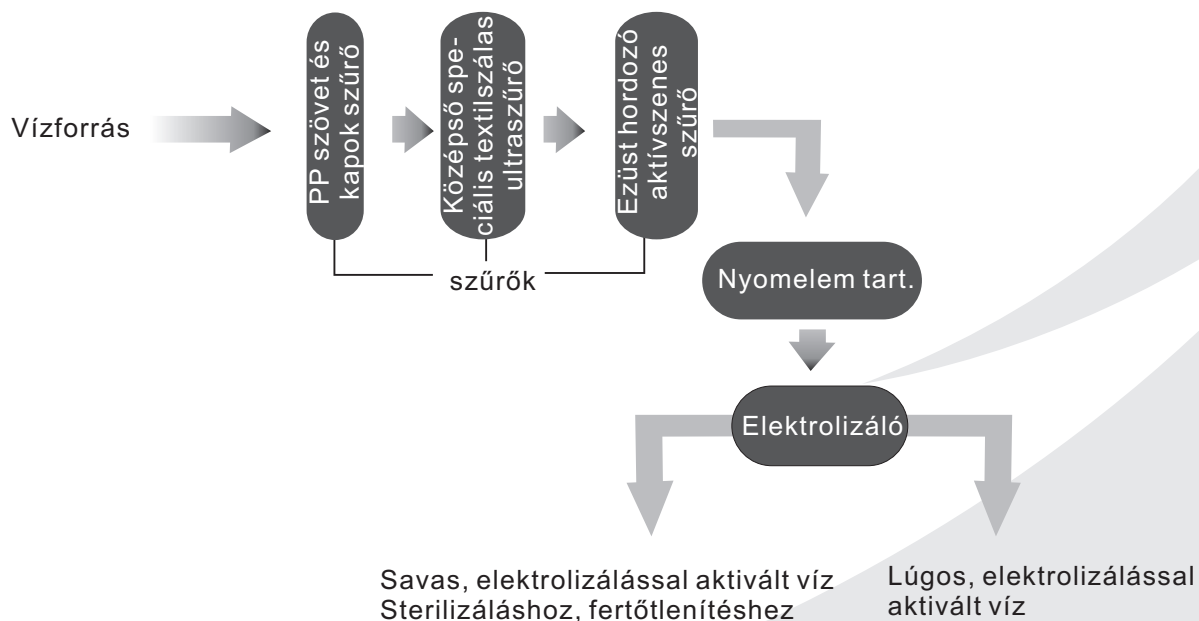 Vízforrás
PP szövet és
kapok szűrő
Középső spe-
ciális textilszálas
ultraszűrő
Ezüst hordozó
aktívszenes
szűrő
szűrők
Nyomelem tart.
Elektrolizáló
Savas, elektrolizálással aktivált víz
Sterilizáláshoz, fertőtlenítéshez
Lúgos, elektrolizálással
aktivált víz